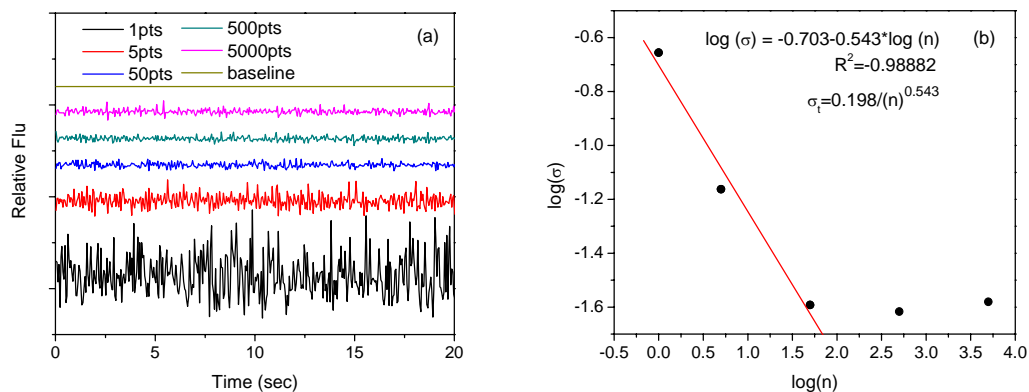 1pts
5pts
50pts
500pts
5000pts
baseline
(a)
Relative Flu
0 5 10 15 20
Time (sec)
log (σ) = -0.703-0.543*log (n)
R²=-0.98882
σt=0.198/(n)^0.543
(b)
-0.6
-0.8
-1.0
-1.2
-1.4
-1.6
log(σ)
-0.5 0.0 0.5 1.0 1.5 2.0 2.5 3.0 3.5 4.0
log(n)